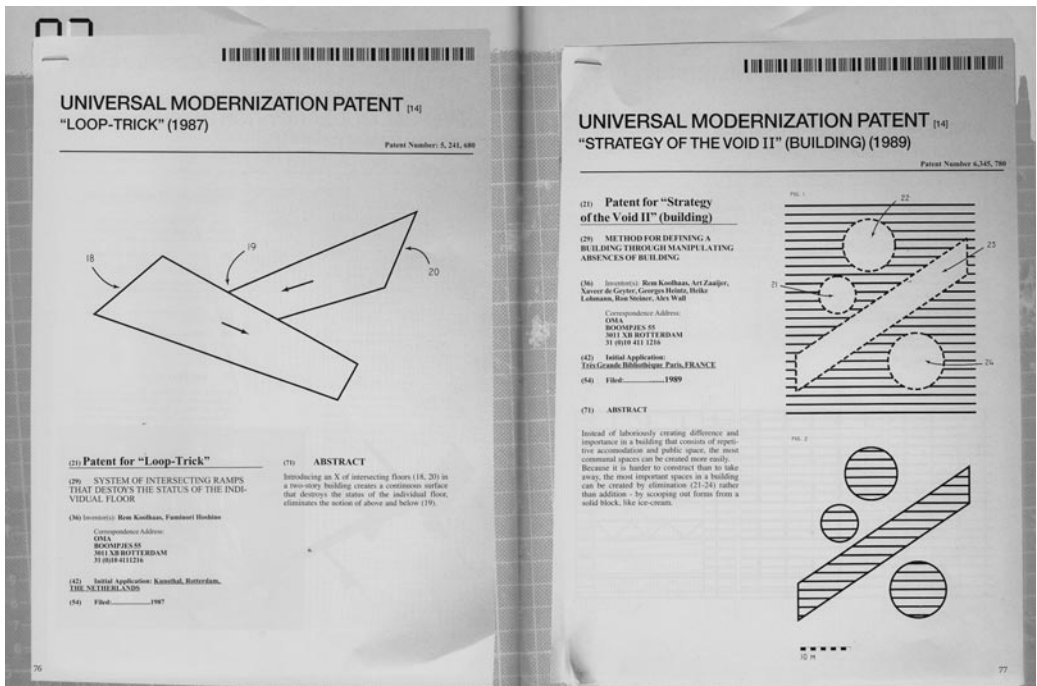 UNIVERSAL MODERNIZATION PATENT [14]
“LOOP-TRICK” (1987)
Patent Number: 5, 241, 680
18
19
20
(21) Patent for “Loop-Trick”
(29) SYSTEM OF INTERSECTING RAMPS
THAT DESTOYS THE STATUS OF THE INDI-
VIDUAL FLOOR
(36) Inventor(s): Rem Koolhaas, Fuminori Hoshino
Correspondence Address:
OMA
BOOMPJES 55
3011 XB ROTTERDAM
31 (0)10 4111216
(42) Initial Application: Kunsthal, Rotterdam,
THE NETHERLANDS
(54) Filed:....................1987
(71) ABSTRACT
Introducing an X of intersecting floors (18, 20) in
a two-story building creates a continuous surface
that destroys the status of the individual floor,
eliminates the notion of above and below (19).
76
UNIVERSAL MODERNIZATION PATENT [14]
“STRATEGY OF THE VOID II” (BUILDING) (1989)
Patent Number 6,345, 780
(21) Patent for “Strategy
of the Void II” (building)
(29) METHOD FOR DEFINING A
BUILDING THROUGH MANIPULATING
ABSENCES OF BUILDING
(36) Inventor(s): Rem Koolhaas, Art Zaaijer,
Xaveer de Geyter, Georges Heintz, Heike
Lohmann, Ron Steiner, Alex Wall
Correspondence Address:
OMA
BOOMPJES 55
3011 XB ROTTERDAM
31 (0)10 411 1216
(42) Initial Application:
Très Grande Bibliothèque Paris, FRANCE
(54) Filed:....................1989
(71) ABSTRACT
Instead of laboriously creating difference and
importance in a building that consists of repeti-
tive accomodation and public space, the most
communal spaces can be created more easily.
Because it is harder to construct than to take
away, the most important spaces in a building
can be created by elimination (21-24) rather
than addition - by scooping out forms from a
solid block, like ice-cream.
FIG. 1
22
23
21
24
FIG. 2
10 M
77